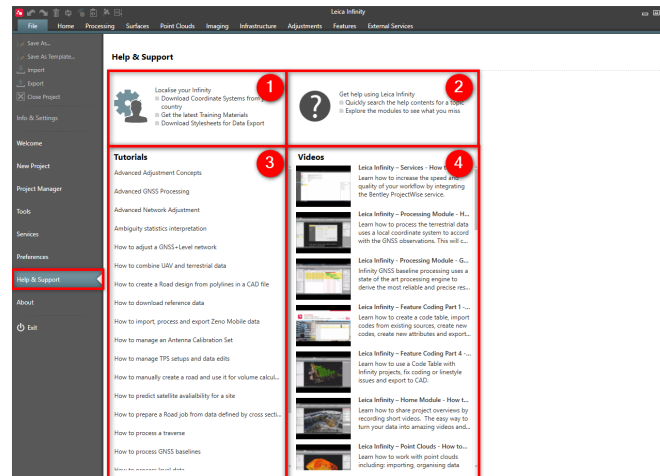 Leica Infinity
File Home Processing Surfaces Point Clouds Imaging Infrastructure Adjustments Features External Services
Save As...
Save As Template...
Import
Export
Close Project
Info & Settings
Welcome
New Project
Project Manager
Tools
Services
Preferences
Help & Support
About
Exit
Help & Support
1
Localise your Infinity
Download Coordinate Systems from your
country
Get the latest Training Materials
Download Stylesheets for Data Export
2
Get help using Leica Infinity
Quickly search the help contents for a topic
Explore the modules to see what you miss
3
Tutorials
Advanced Adjustment Concepts
Advanced GNSS Processing
Advanced Network Adjustment
Ambiguity statistics interpretation
How to adjust a GNSS+Level network
How to combine UAV and terrestrial data
How to create a Road design from polylines in a CAD file
How to download reference data
How to import, process and export Zeno Mobile data
How to manage an Antenna Calibration Set
How to manage TPS setups and data edits
How to manually create a road and use it for volume calcul...
How to predict satellite availability for a site
How to prepare a Road job from data defined by cross secti...
How to process a traverse
How to process GNSS baselines
How to process level data
4
Videos
Leica Infinity – Services - How t
Learn how to increase the speed and
quality of your workflow by integrating
the Bentley ProjectWise service.
Leica Infinity – Processing Module - H...
Learn how to process the terrestrial data
uses a local coordinate system to accord
with the GNSS observations. This will c...
Leica Infinity - Processing Module - G...
Infinity GNSS baseline processing uses a
state of the art processing engine to
derive the most reliable and precise res...
Leica Infinity – Feature Coding Part 1 -...
Learn how to create a code table, import
codes from existing sources, create new
codes, create new attributes and export...
Leica Infinity – Feature Coding Part 4 -...
Learn how to use a Code Table with
Infinity projects, fix coding or linestyle
issues and export to CAD.
Leica Infinity – Home Module - How t...
Learn how to share project overviews by
recording short videos. The easy way to
turn your data into amazing videos and...
Leica Infinity – Point Clouds - How to...
Learn how to work with point clouds
including: importing, organising data